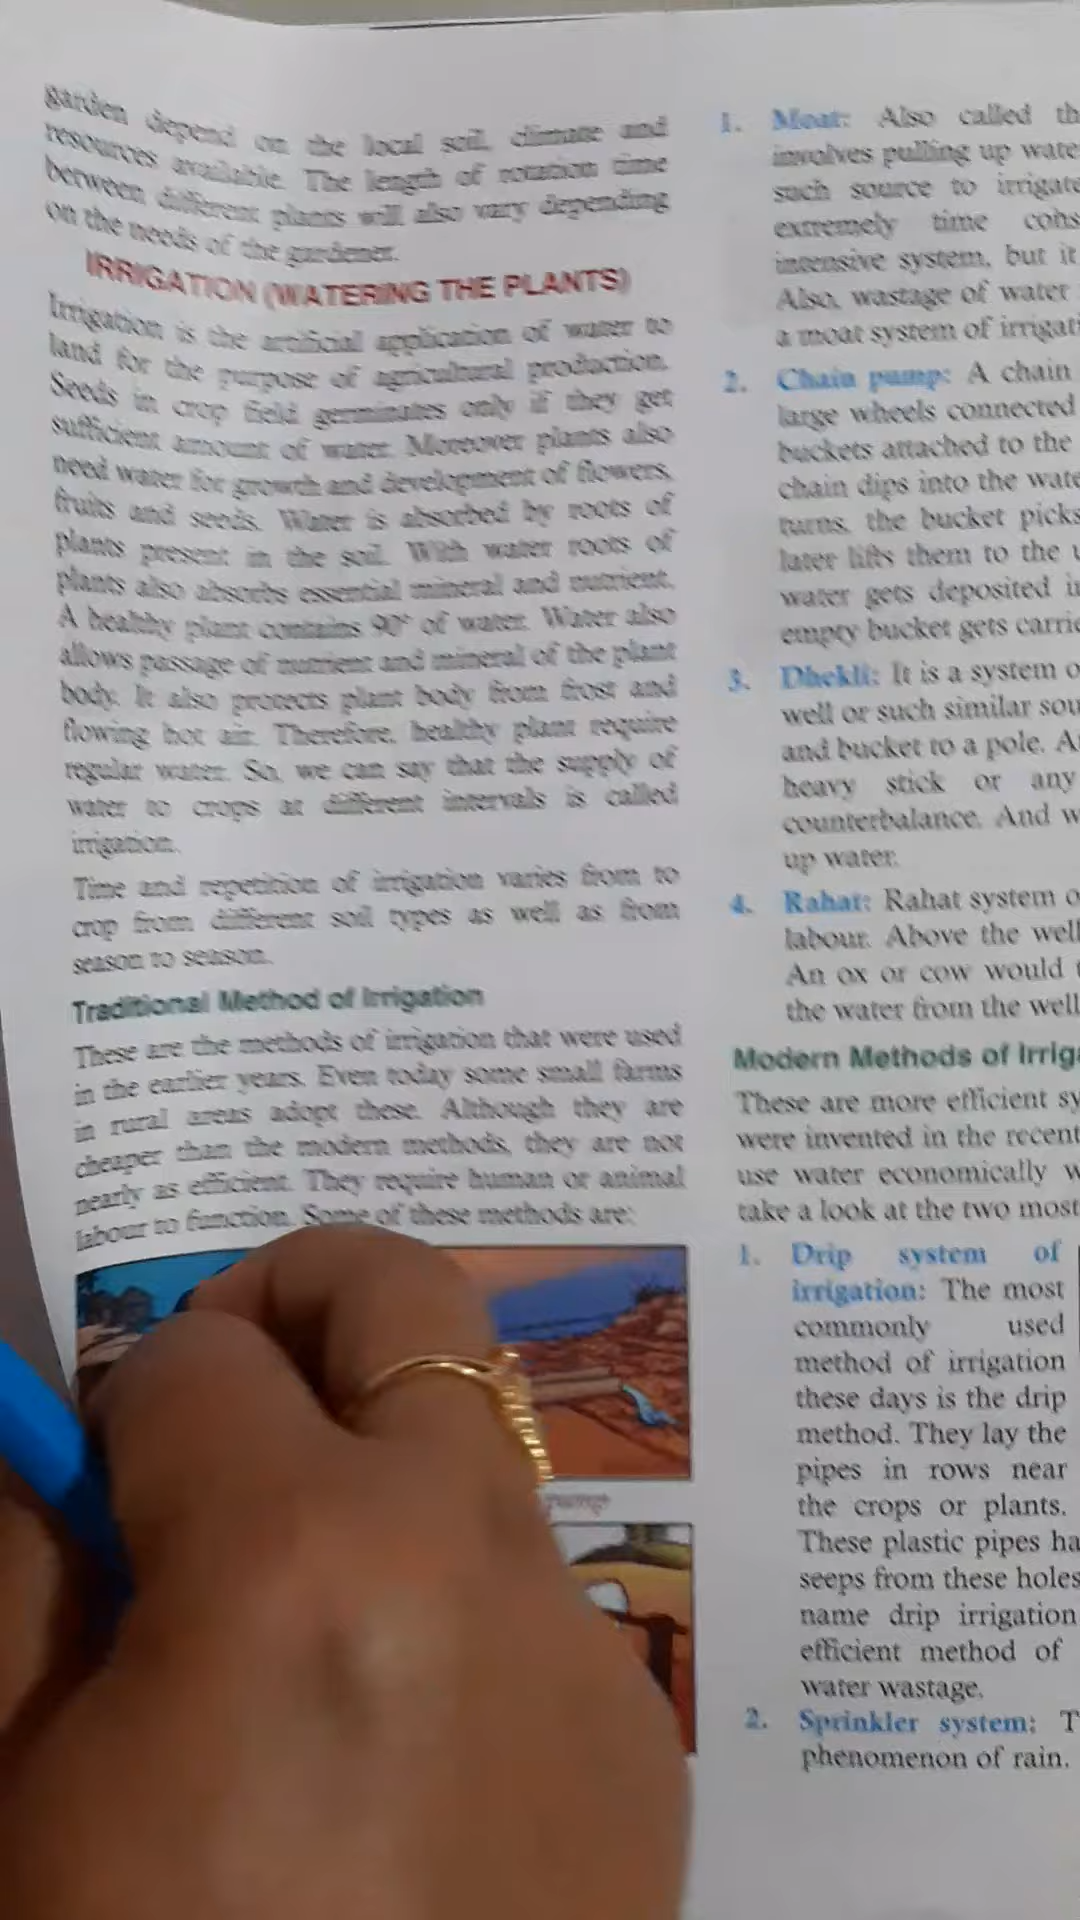 garden depend on the local soil, climate and
resources available. The length of rotation time
between different plants will also vary depending
on the needs of the gardener.
IRRIGATION (WATERING THE PLANTS)
Irrigation is the artificial application of water to
land for the purpose of agricultural production.
Seeds in crop field germinates only if they get
sufficient amount of water. Moreover plants also
need water for growth and development of flowers,
fruits and seeds. Water is absorbed by roots of
plants present in the soil. With water roots of
plants also absorbs essential mineral and nutrient.
A healthy plant contains 90° of water. Water also
allows passage of nutrient and mineral of the plant
body. It also protects plant body from frost and
flowing hot air. Therefore, healthy plant require
regular water. So, we can say that the supply of
water to crops at different intervals is called
irrigation.
Time and repetition of irrigation varies from to
crop from different soil types as well as from
season to season.
Traditional Method of Irrigation
These are the methods of irrigation that were used
in the earlier years. Even today some small farms
in rural areas adopt these. Although they are
cheaper than the modern methods, they are not
nearly as efficient. They require human or animal
labour to function. Some of these methods are:
pump
1. Moat: Also called th
involves pulling up wate
such source to irrigate
extremely time cons
intensive system, but it
Also, wastage of water
a moat system of irrigati
2. Chain pump: A chain
large wheels connected
buckets attached to the
chain dips into the wate
turns, the bucket picks
later lifts them to the u
water gets deposited in
empty bucket gets carrie
3. Dhekli: It is a system o
well or such similar sou
and bucket to a pole. A
heavy stick or any
counterbalance. And w
up water.
4. Rahat: Rahat system o
labour. Above the well
An ox or cow would t
the water from the well
Modern Methods of Irriga
These are more efficient sy
were invented in the recent
use water economically w
take a look at the two most
1. Drip system of
irrigation: The most
commonly used
method of irrigation
these days is the drip
method. They lay the
pipes in rows near
the crops or plants.
These plastic pipes ha
seeps from these holes
name drip irrigation
efficient method of
water wastage.
2. Sprinkler system: T
phenomenon of rain.